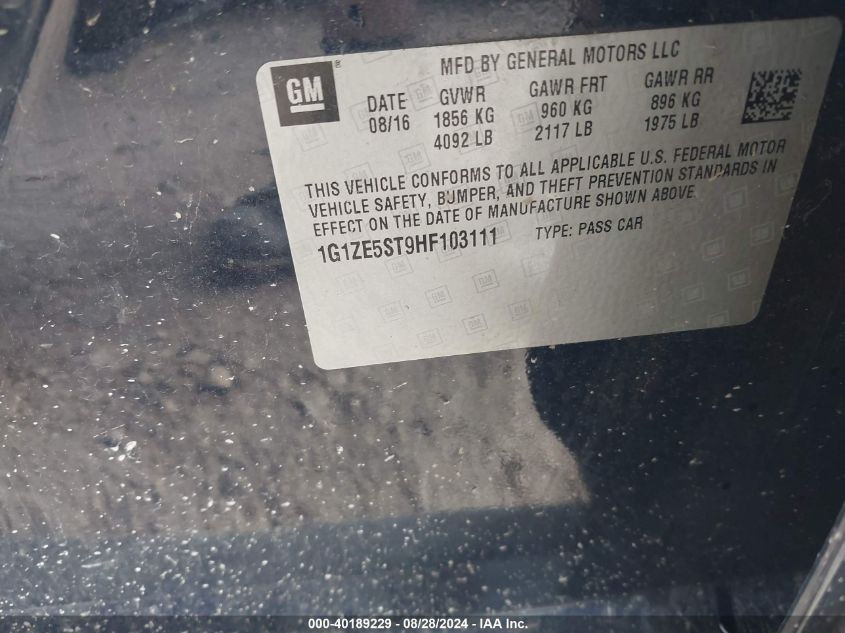 GM
®
MFD BY GENERAL MOTORS LLC
DATE GVWR GAWR FRT GAWR RR
08/16 1856 KG 960 KG 896 KG
4092 LB 2117 LB 1975 LB
THIS VEHICLE CONFORMS TO ALL APPLICABLE U.S. FEDERAL MOTOR
VEHICLE SAFETY, BUMPER, AND THEFT PREVENTION STANDARDS IN
EFFECT ON THE DATE OF MANUFACTURE SHOWN ABOVE
1G1ZE5ST9HF103111 TYPE: PASS CAR
000-40189229 - 08/28/2024 - IAA, Inc.